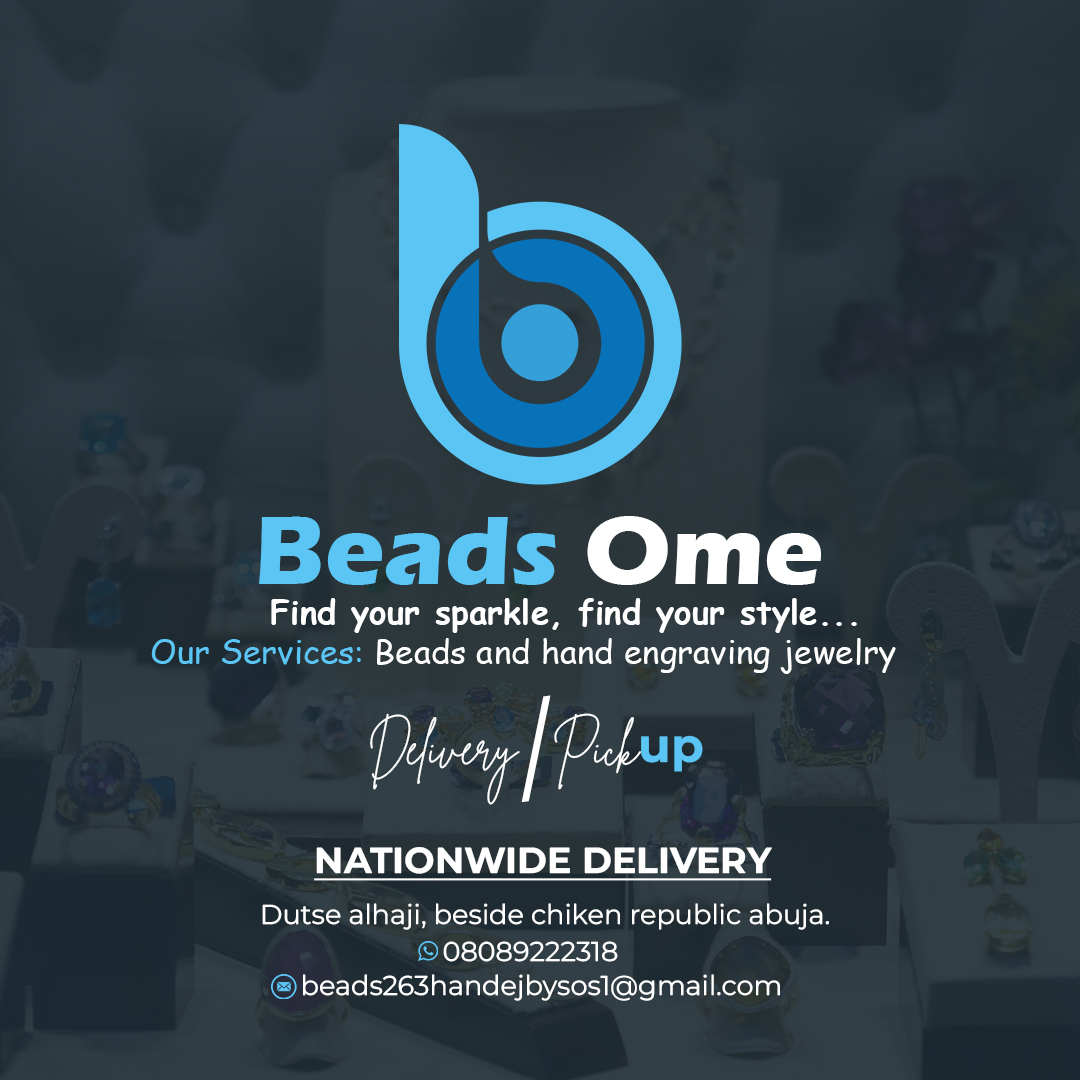 Beads Ome
Find your sparkle, find your style...
Our Services: Beads and hand engraving jewelry
Delivery/Pickup
NATIONWIDE DELIVERY
Dutse alhaji, beside chiken republic abuja.
08089222318
beads263handejbysos1@gmail.com